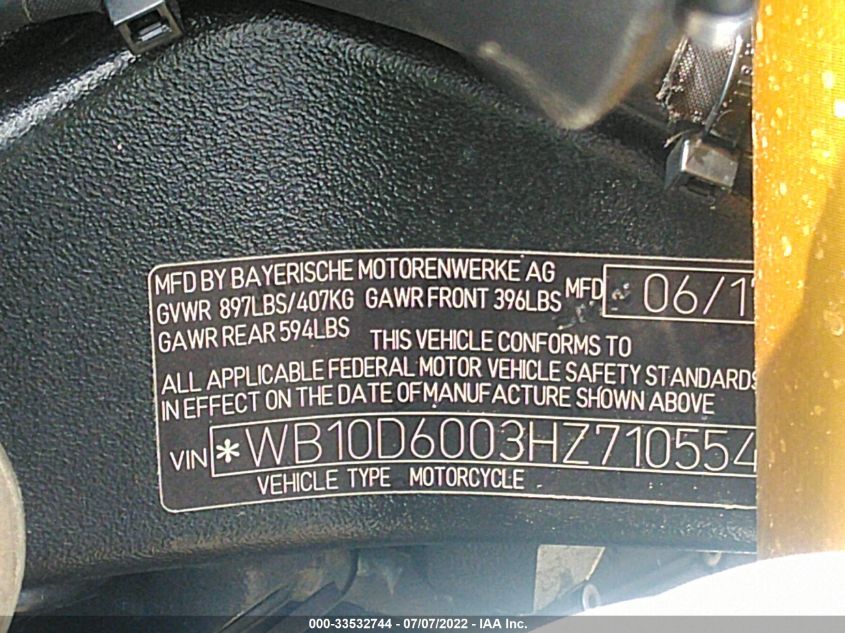 MFD BY BAYERISCHE MOTORENWERKE AG
GVWR 897LBS/407KG GAWR FRONT 396LBS MFD 06/1
GAWR REAR 594LBS THIS VEHICLE CONFORMS TO
ALL APPLICABLE FEDERAL MOTOR VEHICLE SAFETY STANDARDS
IN EFFECT ON THE DATE OF MANUFACTURE SHOWN ABOVE
VIN *WB10D6003HZ710554
VEHICLE TYPE MOTORCYCLE
000-33532744 - 07/07/2022 - IAA Inc.